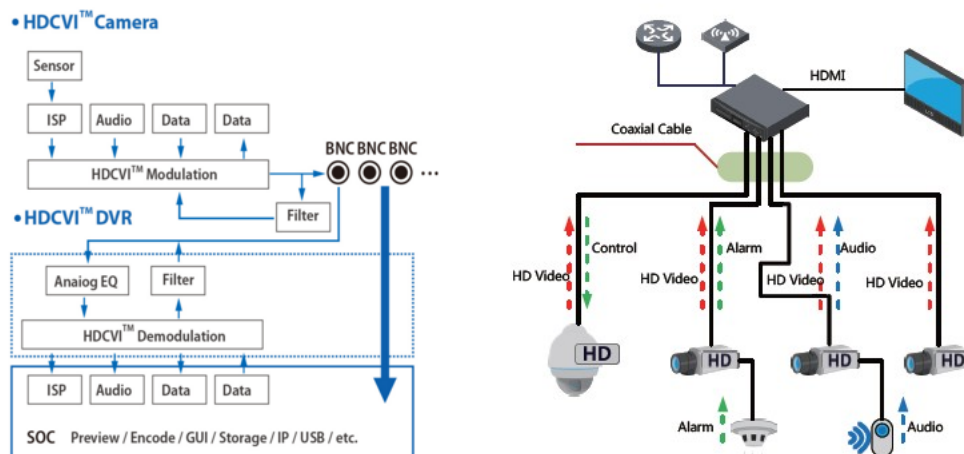 • HDCVI™ Camera
Sensor
ISP Audio Data Data
BNC BNC BNC
HDCVI™ Modulation
...
Filter
• HDCVI™ DVR
Anaiog EQ Filter
HDCVI™ Demodulation
ISP Audio Data Data
SOC Preview / Encode / GUI / Storage / IP / USB / etc.
HDMI
Coaxial Cable
Control Alarm Audio
HD Video HD Video HD Video HD Video
HD HD HD HD
Alarm Audio